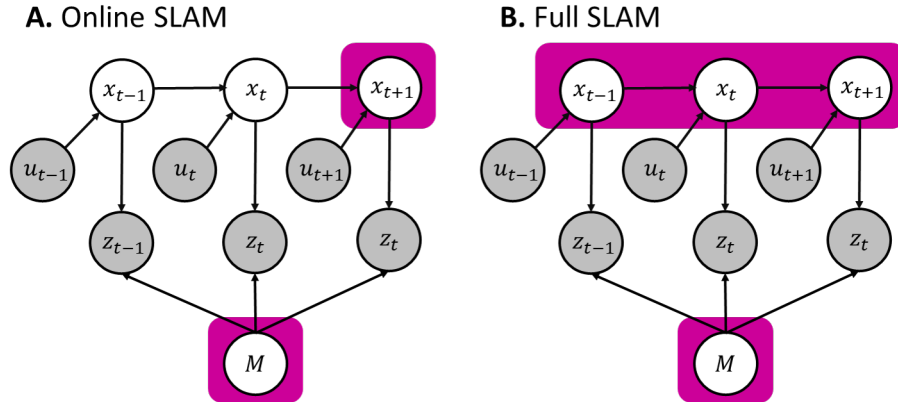 A. Online SLAM
B. Full SLAM
x_{t−1} x_t x_{t+1}
x_{t−1} x_t x_{t+1}
u_{t−1} u_t u_{t+1}
u_{t−1} u_t u_{t+1}
z_{t−1} z_t z_t
z_{t−1} z_t z_t
M
M